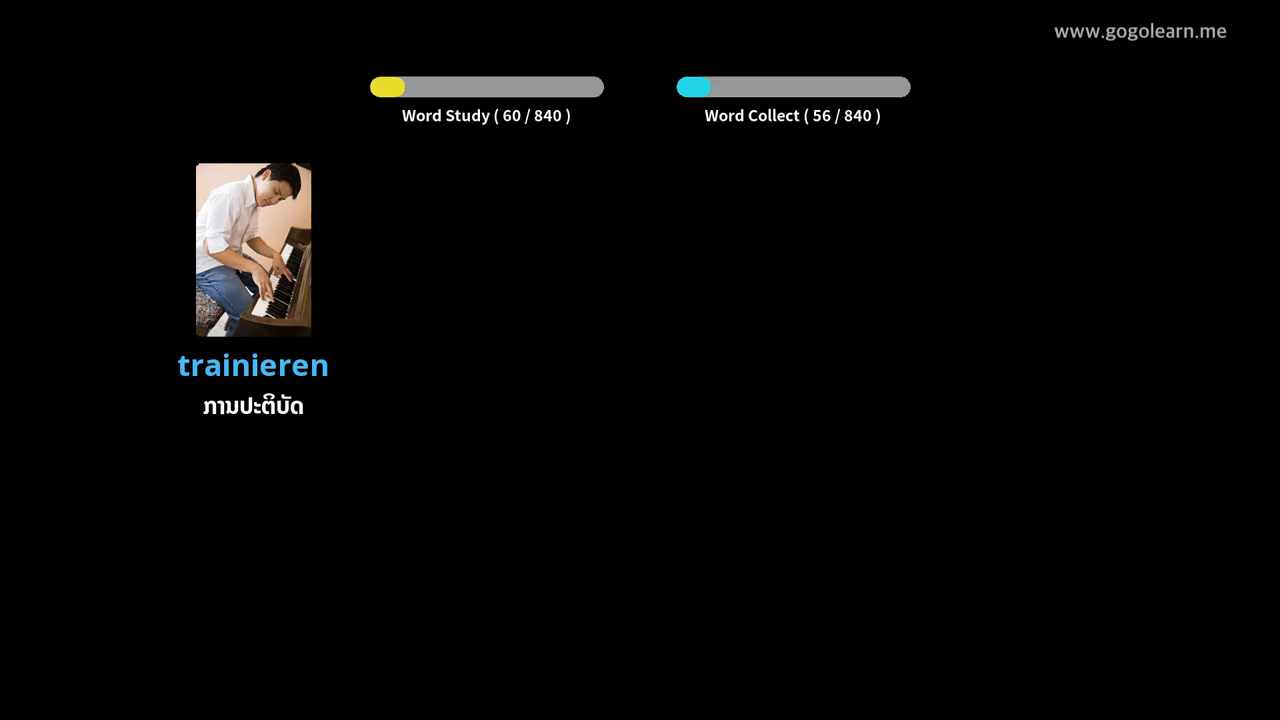 www.gogolearn.me
Word Study ( 60 / 840 )
Word Collect ( 56 / 840 )
trainieren
ການປະຕິບັດ